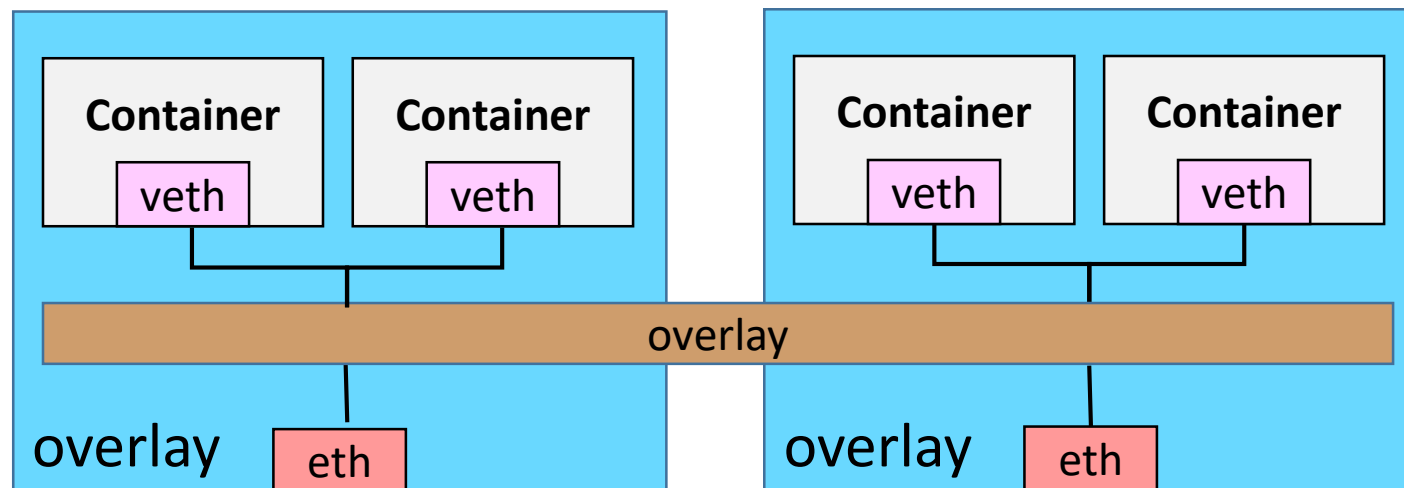 Container
Container
veth
veth
Container
Container
veth
veth
overlay
overlay
eth
overlay
eth